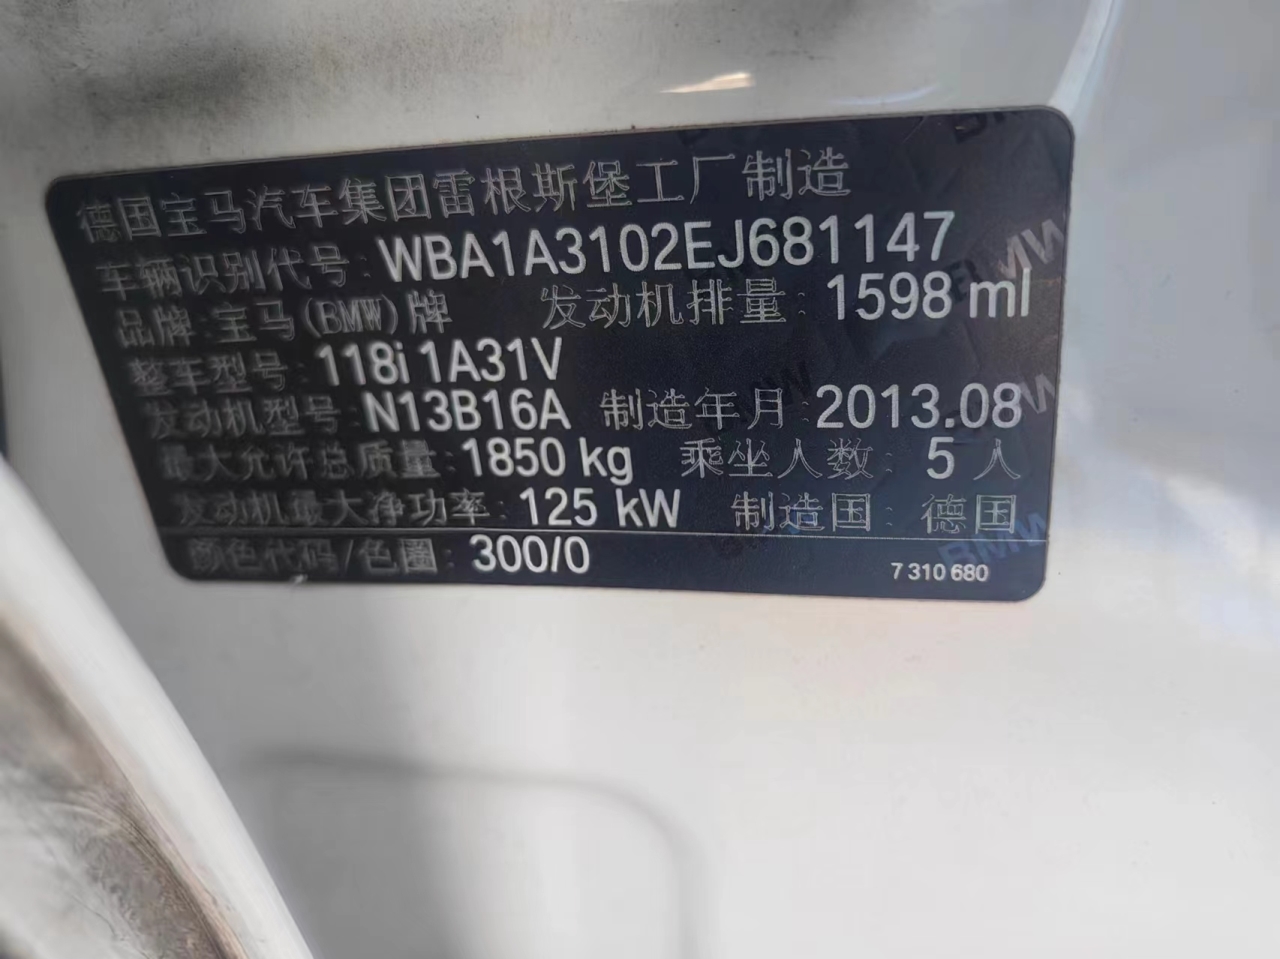 德国宝马汽车集团雷根斯堡工厂制造
车辆识别代号: WBA1A3102EJ681147
品牌: 宝马(BMW)牌 发动机排量: 1598 ml
整车型号: 118i 1A31V
发动机型号: N13B16A 制造年月: 2013.08
最大允许总质量: 1850 kg 乘坐人数: 5 人
发动机最大净功率: 125 kW 制造国: 德国
颜色代码/色圈: 300/0
7 310 680
BMW
BMW
BMW
BMW